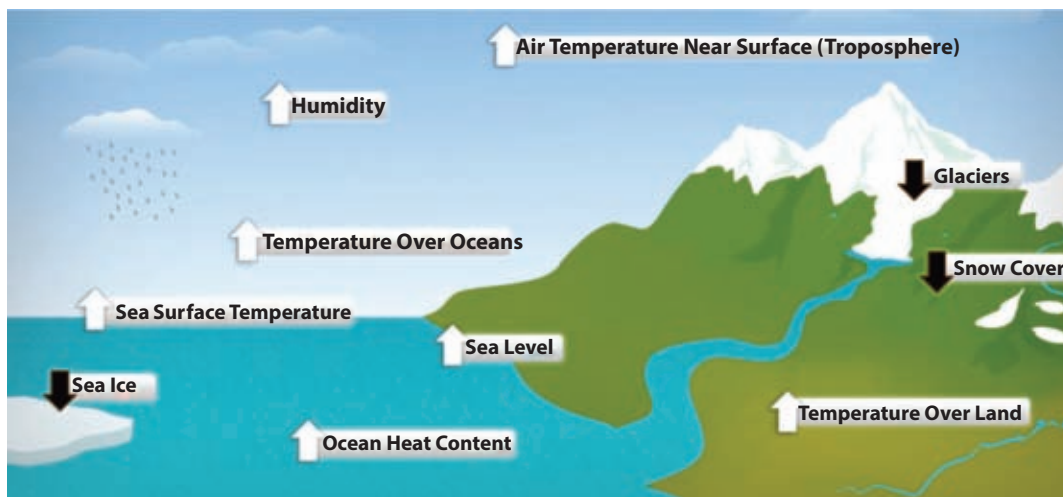 Air Temperature Near Surface (Troposphere)
Humidity
Glaciers
Temperature Over Oceans
Snow Cover
Sea Surface Temperature
Sea Level
Sea Ice
Temperature Over Land
Ocean Heat Content